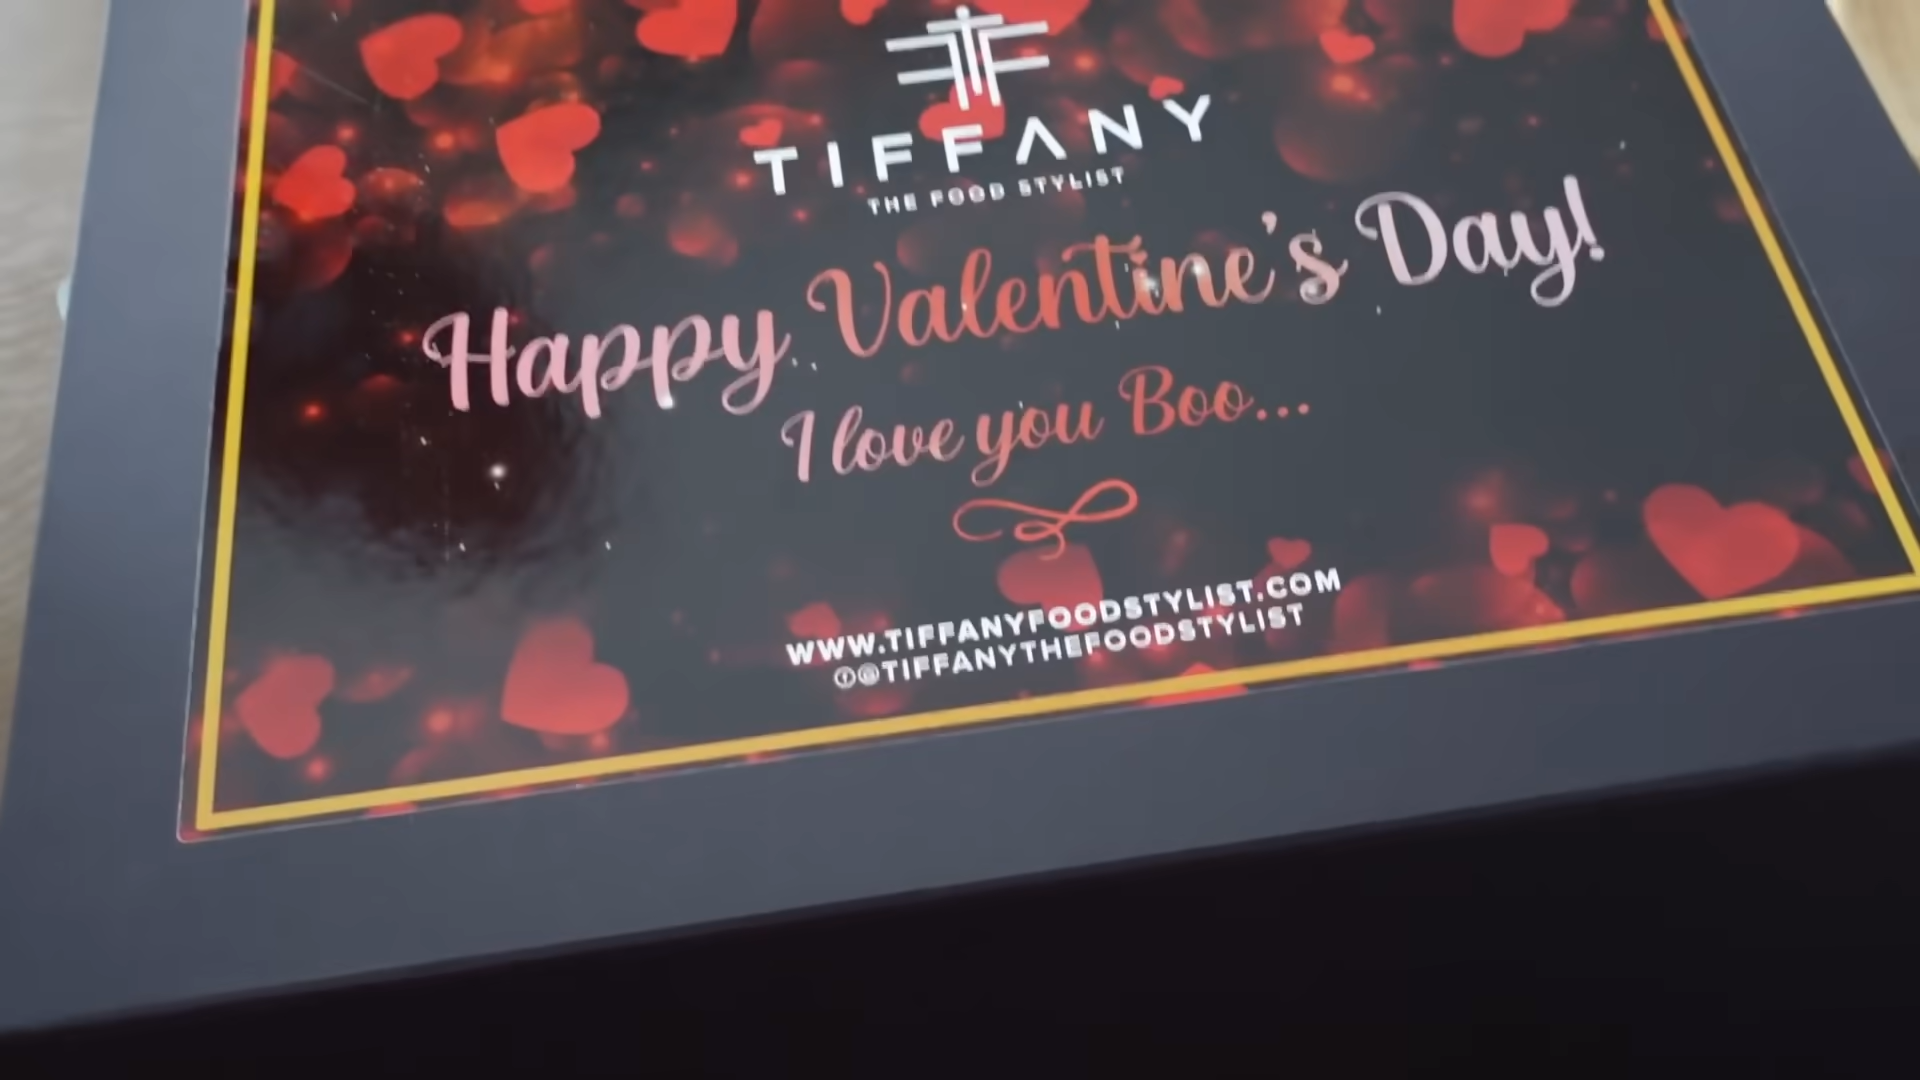 TIFFANY
THE FOOD STYLIST
Happy Valentine's Day!
I love you Boo...
WWW.TIFFANYFOODSTYLIST.COM
@TIFFANYTHEFOODSTYLIST